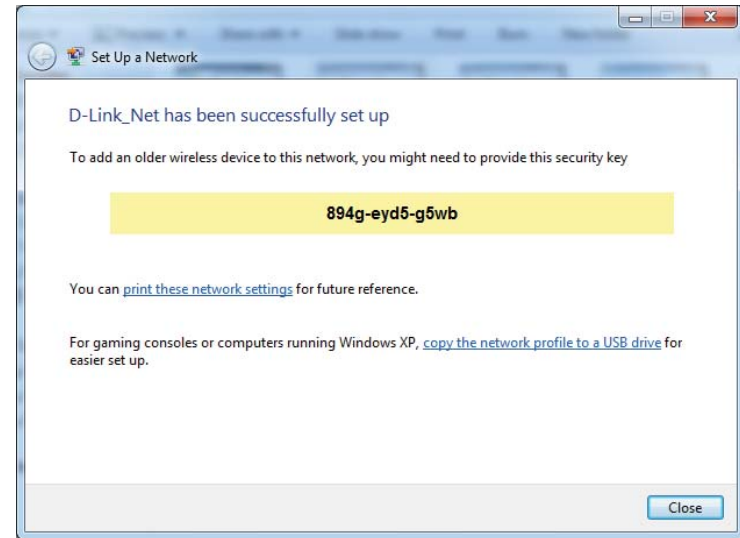 Set Up a Network
D-Link_Net has been successfully set up
To add an older wireless device to this network, you might need to provide this security key
894g-eyd5-g5wb
You can print these network settings for future reference.
For gaming consoles or computers running Windows XP, copy the network profile to a USB drive for
easier set up.
Close